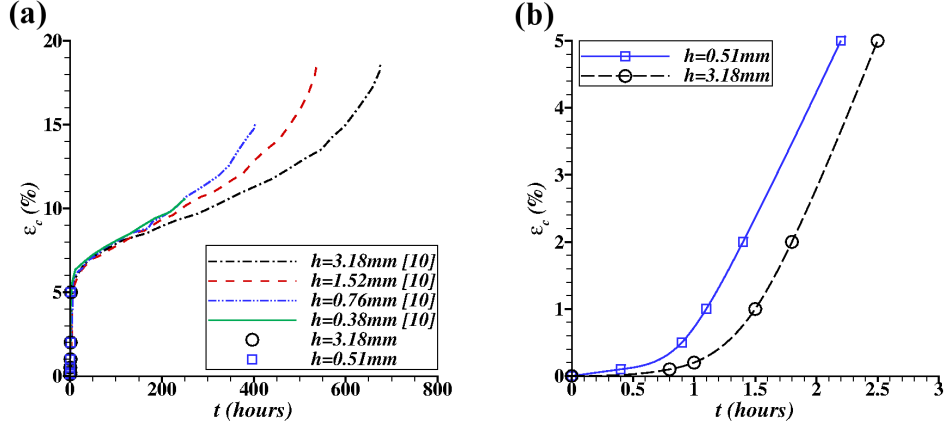 (a)
20
15
10
5
0
0 200 400 600 800
ε_c (%)
t (hours)
h=3.18mm [10]
h=1.52mm [10]
h=0.76mm [10]
h=0.38mm [10]
h=3.18mm
h=0.51mm
(b)
5
4
3
2
1
0
0 0.5 1 1.5 2 2.5 3
ε_c (%)
t (hours)
h=0.51mm
h=3.18mm